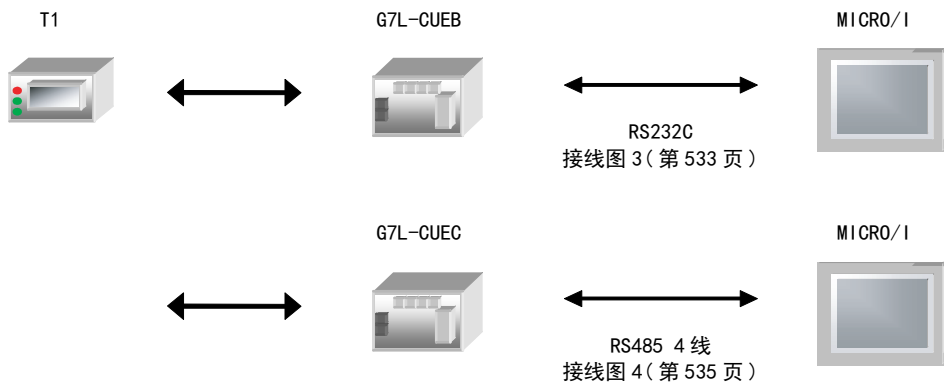 T1
G7L-CUEB
MICRO/I
RS232C
接线图 3( 第 533 页 )
G7L-CUEC
MICRO/I
RS485 4 线
接线图 4( 第 535 页 )